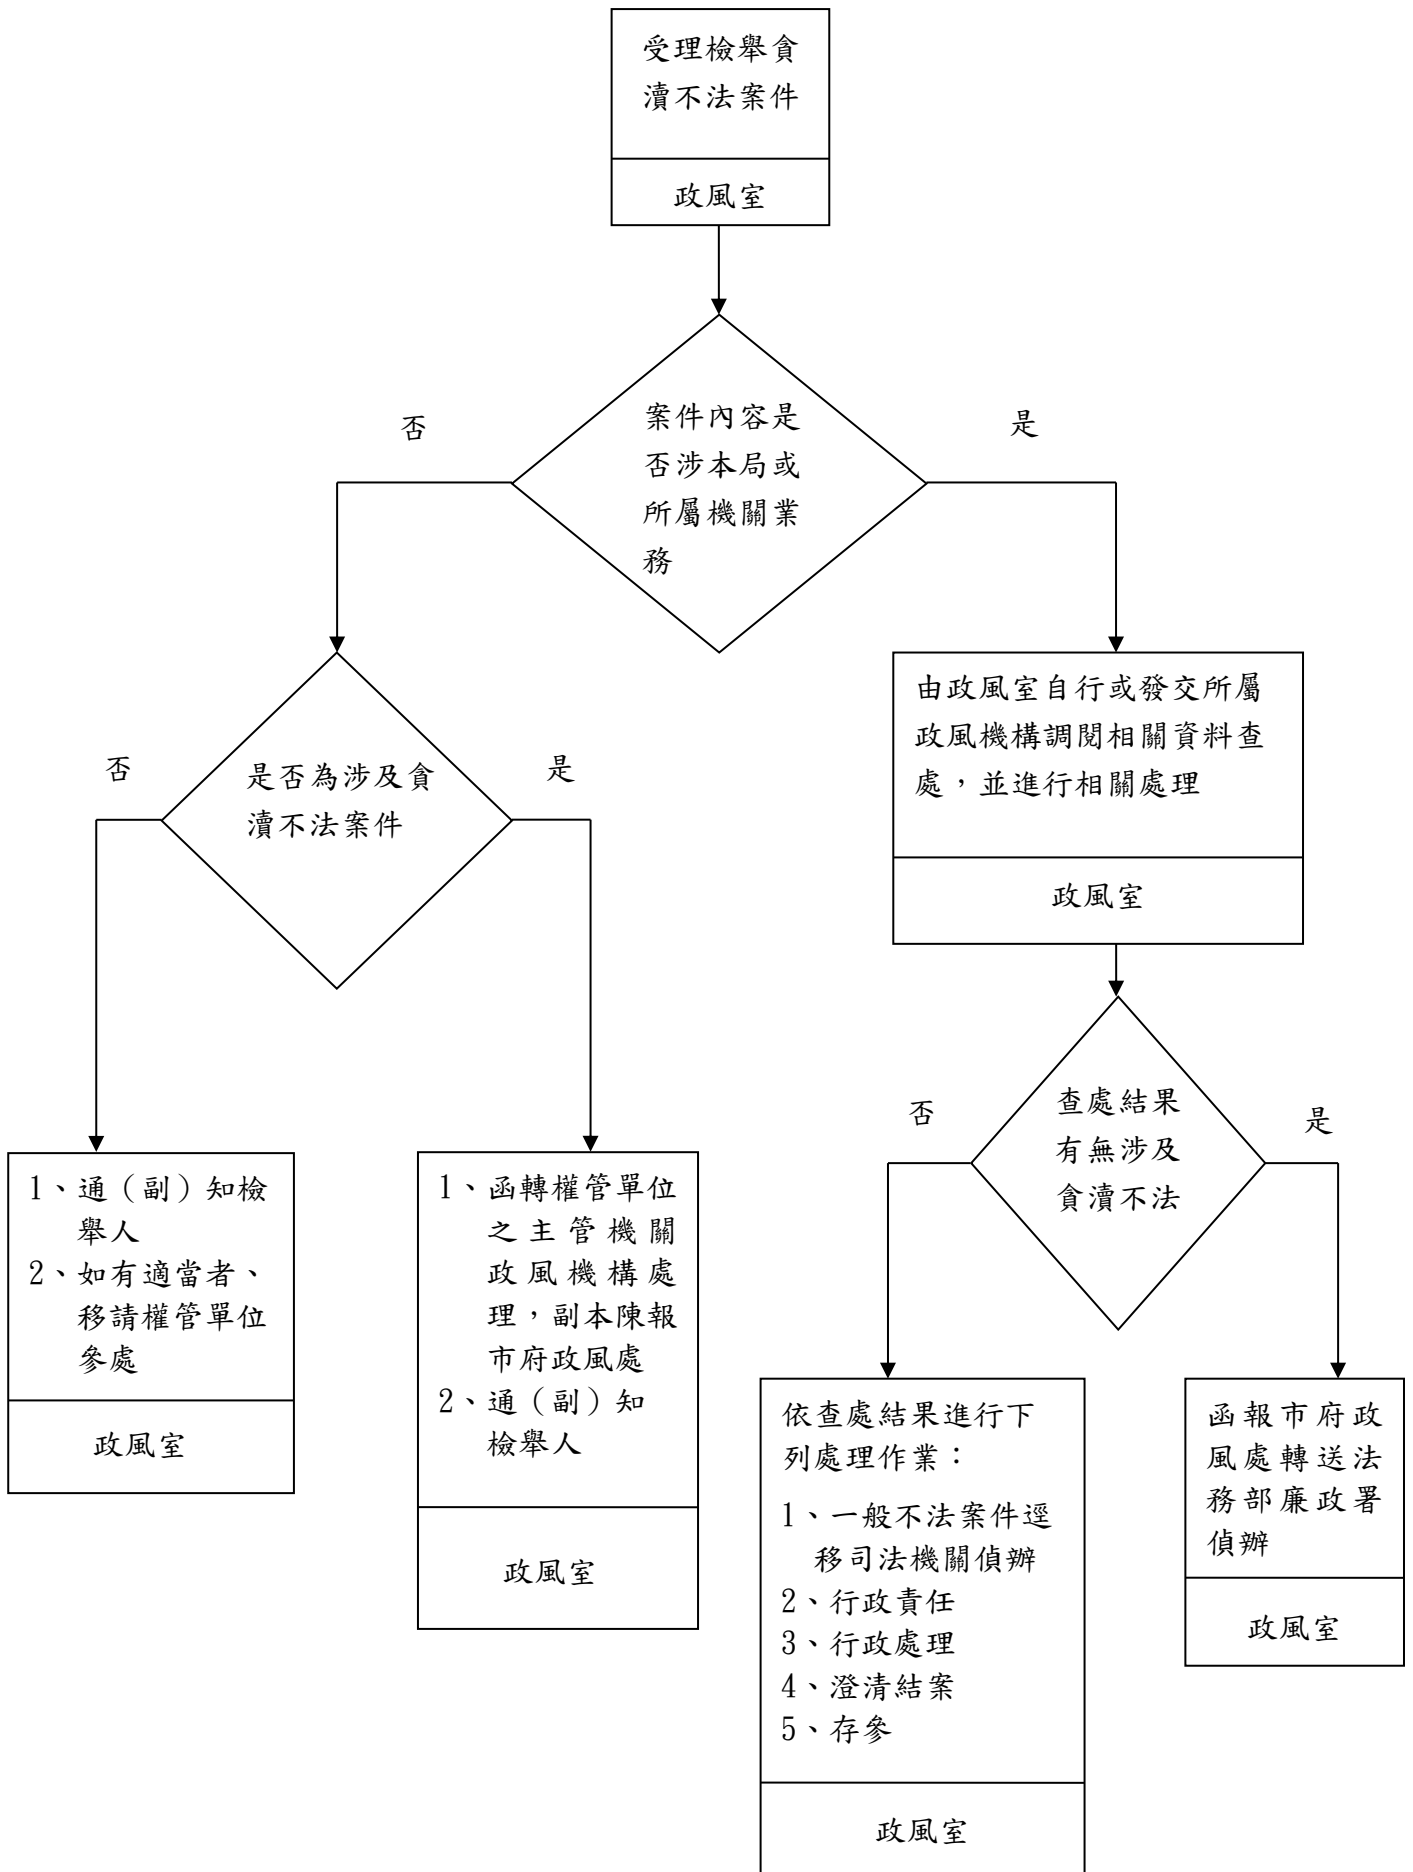 受理檢舉貪
瀆不法案件
政風室
案件內容是
否涉本局或
所屬機關業
務
否
是
是否為涉及貪
瀆不法案件
否
是
由政風室自行或發交所屬
政風機構調閱相關資料查
處，並進行相關處理
政風室
查處結果
有無涉及
貪瀆不法
否
是
1、通（副）知檢
舉人
2、如有適當者、
移請權管單位
參處
政風室
1、函轉權管單位
之主管機關
政風機構處
理，副本陳報
市府政風處
2、通（副）知
檢舉人
政風室
依查處結果進行下
列處理作業：
1、一般不法案件逕
移司法機關偵辦
2、行政責任
3、行政處理
4、澄清結案
5、存參
政風室
函報市府政
風處轉送法
務部廉政署
偵辦
政風室